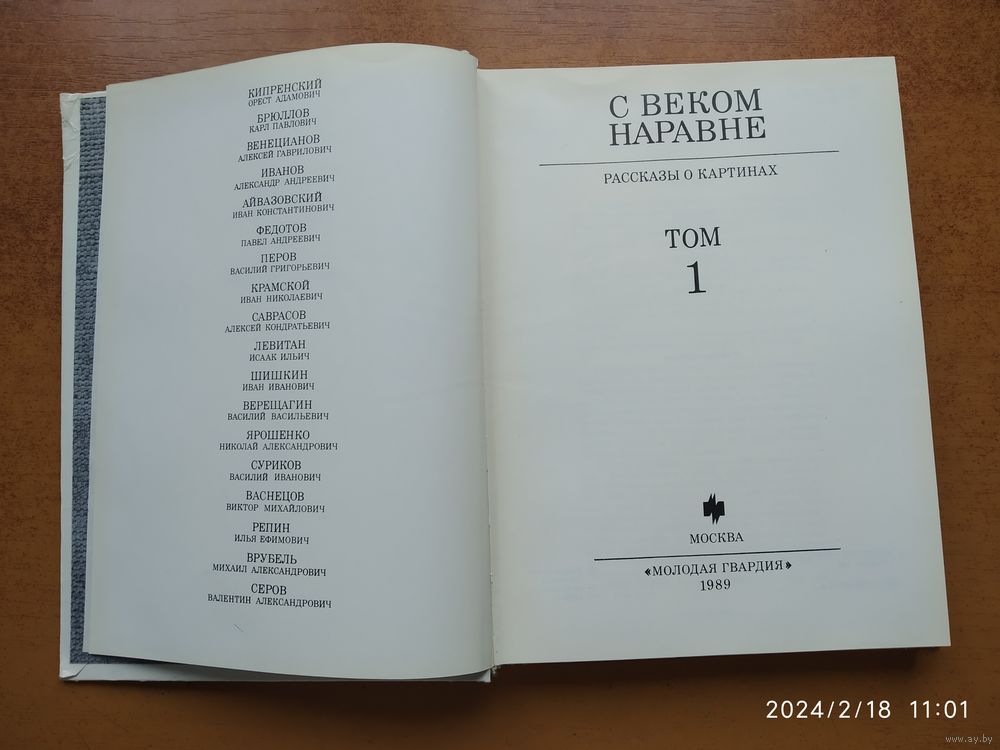 КИПРЕНСКИЙ
ОРЕСТ АДАМОВИЧ
БРЮЛЛОВ
КАРЛ ПАВЛОВИЧ
ВЕНЕЦИАНОВ
АЛЕКСЕЙ ГАВРИЛОВИЧ
ИВАНОВ
АЛЕКСАНДР АНДРЕЕВИЧ
АЙВАЗОВСКИЙ
ИВАН КОНСТАНТИНОВИЧ
ФЕДОТОВ
ПАВЕЛ АНДРЕЕВИЧ
ПЕРОВ
ВАСИЛИЙ ГРИГОРЬЕВИЧ
КРАМСКОЙ
ИВАН НИКОЛАЕВИЧ
САВРАСОВ
АЛЕКСЕЙ КОНДРАТЬЕВИЧ
ЛЕВИТАН
ИСААК ИЛЬИЧ
ШИШКИН
ИВАН ИВАНОВИЧ
ВЕРЕЩАГИН
ВАСИЛИЙ ВАСИЛЬЕВИЧ
ЯРОШЕНКО
НИКОЛАЙ АЛЕКСАНДРОВИЧ
СУРИКОВ
ВАСИЛИЙ ИВАНОВИЧ
ВАСНЕЦОВ
ВИКТОР МИХАЙЛОВИЧ
РЕПИН
ИЛЬЯ ЕФИМОВИЧ
ВРУБЕЛЬ
МИХАИЛ АЛЕКСАНДРОВИЧ
СЕРОВ
ВАЛЕНТИН АЛЕКСАНДРОВИЧ
С ВЕКОМ
НАРАВНЕ
РАССКАЗЫ О КАРТИНАХ
ТОМ
1
МОСКВА
«МОЛОДАЯ ГВАРДИЯ»
1989
2024/2/18 11:01
www.ay.by